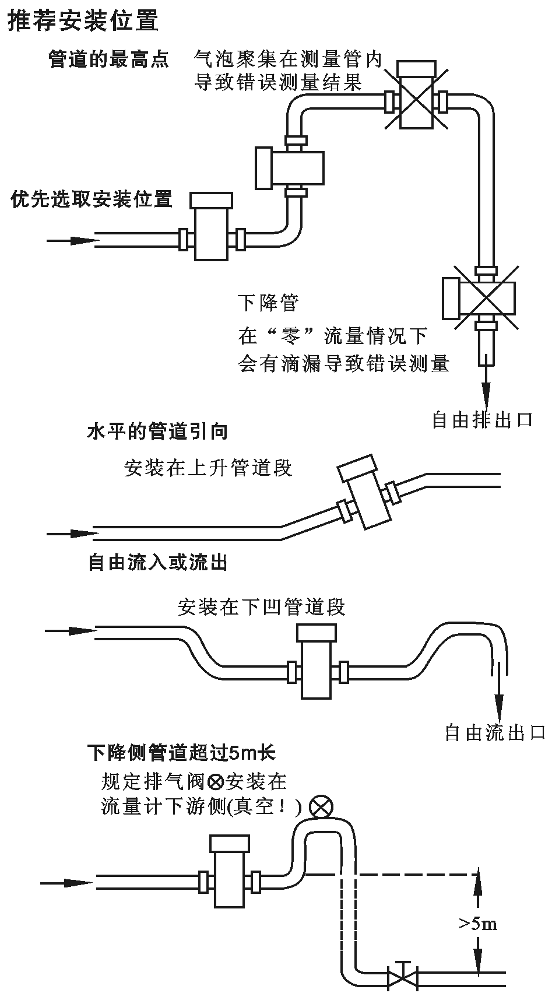 推荐安装位置
管道的最高点
气泡聚集在测量管内
导致错误测量结果
优先选取安装位置
下降管
在“零”流量情况下
会有滴漏导致错误测量
自由排出口
水平的管道引向
安装在上升管道段
自由流入或流出
安装在下凹管道段
自由流出口
下降侧管道超过5m长
规定排气阀⊗安装在
流量计下游侧(真空！)
>5m